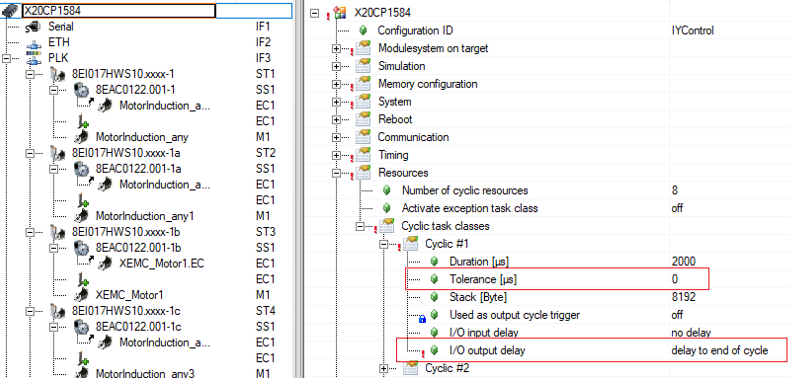 X20CP1584
Serial IF1
ETH IF2
PLK IF3
8EI017HWS10.xxxx-1 ST1
8EAC0122.001-1 SS1
MotorInduction_a... EC1
EC1
MotorInduction_any M1
8EI017HWS10.xxxx-1a ST2
8EAC0122.001-1a SS1
MotorInduction_a... EC1
EC1
MotorInduction_any1 M1
8EI017HWS10.xxxx-1b ST3
8EAC0122.001-1b SS1
XEMC_Motor1.EC EC1
EC1
XEMC_Motor1 M1
8EI017HWS10.xxxx-1c ST4
8EAC0122.001-1c SS1
MotorInduction_a... EC1
EC1
MotorInduction_any3 M1
X20CP1584
Configuration ID IYControl
Modulesystem on target
Simulation
Memory configuration
System
Reboot
Communication
Timing
Resources
Number of cyclic resources 8
Activate exception task class off
Cyclic task classes
Cyclic #1
Duration [µs] 2000
Tolerance [µs] 0
Stack [Byte] 8192
Used as output cycle trigger off
I/O input delay no delay
I/O output delay delay to end of cycle
Cyclic #2